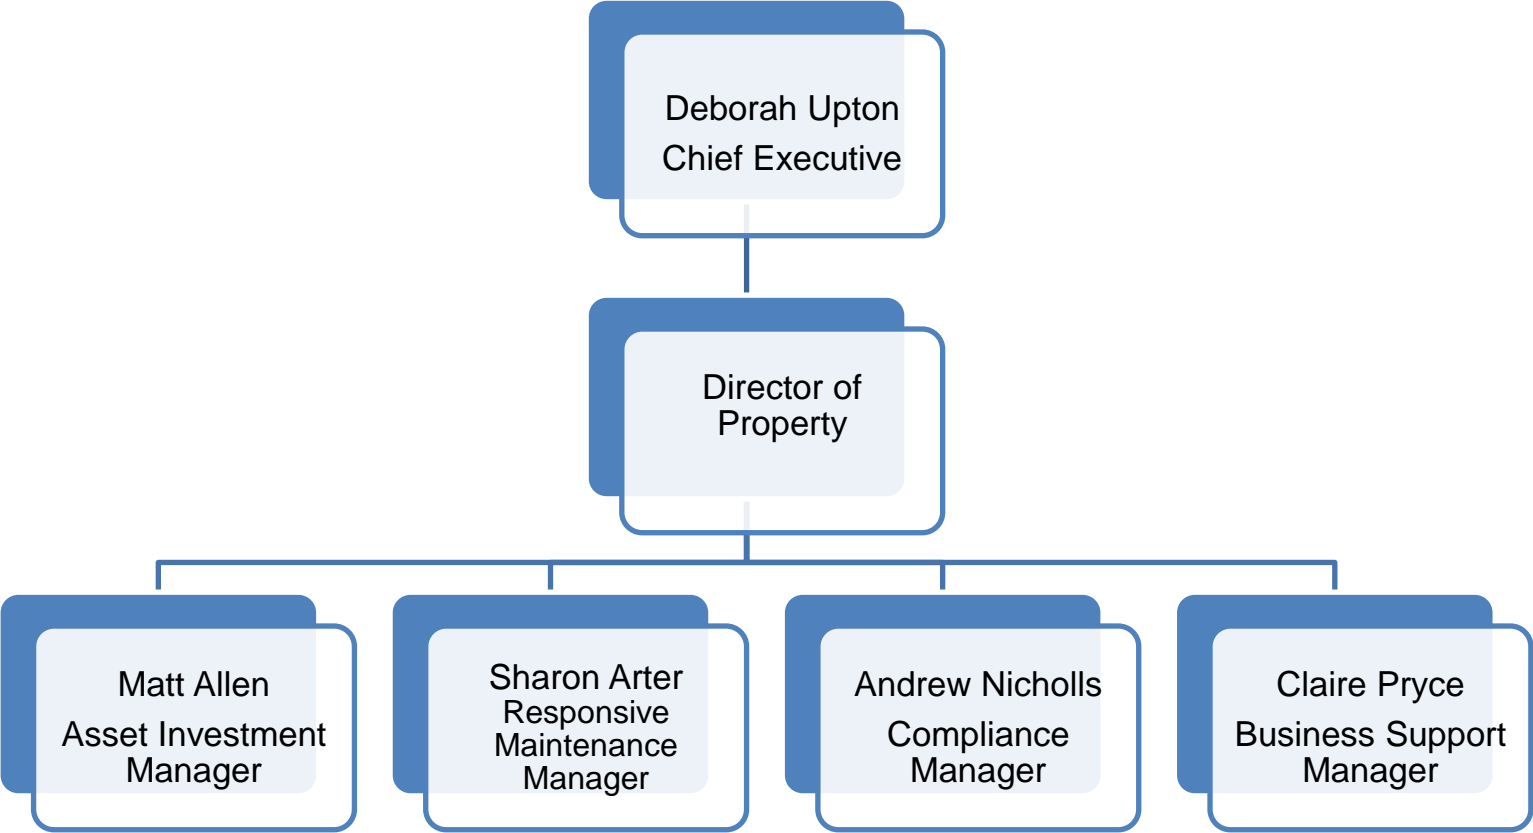 Deborah Upton
Chief Executive
Director of
Property
Matt Allen
Asset Investment
Manager
Sharon Arter
Responsive
Maintenance
Manager
Andrew Nicholls
Compliance
Manager
Claire Pryce
Business Support
Manager